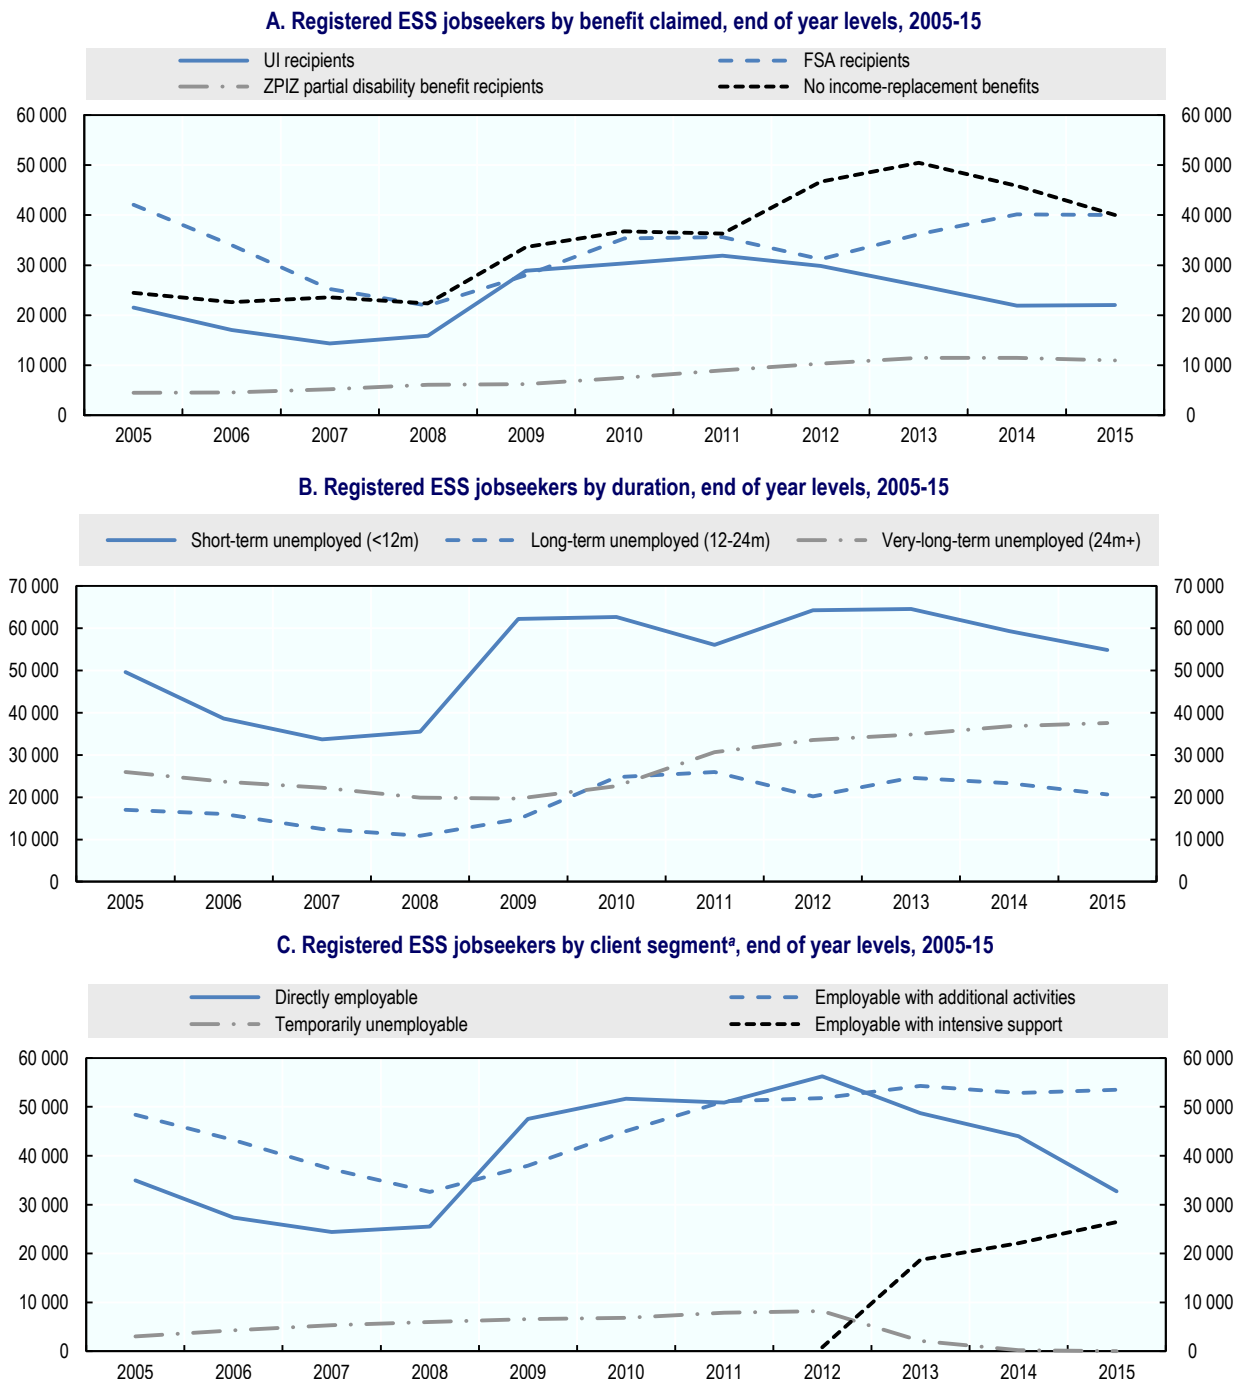 A. Registered ESS jobseekers by benefit claimed, end of year levels, 2005-15
UI recipients FSA recipients
ZPIZ partial disability benefit recipients No income-replacement benefits
60 000 60 000
50 000 50 000
40 000 40 000
30 000 30 000
20 000 20 000
10 000 10 000
0 0
2005 2006 2007 2008 2009 2010 2011 2012 2013 2014 2015
B. Registered ESS jobseekers by duration, end of year levels, 2005-15
Short-term unemployed (<12m) Long-term unemployed (12-24m) Very-long-term unemployed (24m+)
70 000 70 000
60 000 60 000
50 000 50 000
40 000 40 000
30 000 30 000
20 000 20 000
10 000 10 000
0 0
2005 2006 2007 2008 2009 2010 2011 2012 2013 2014 2015
C. Registered ESS jobseekers by client segmentᵃ, end of year levels, 2005-15
Directly employable Employable with additional activities
Temporarily unemployable Employable with intensive support
60 000 60 000
50 000 50 000
40 000 40 000
30 000 30 000
20 000 20 000
10 000 10 000
0 0
2005 2006 2007 2008 2009 2010 2011 2012 2013 2014 2015